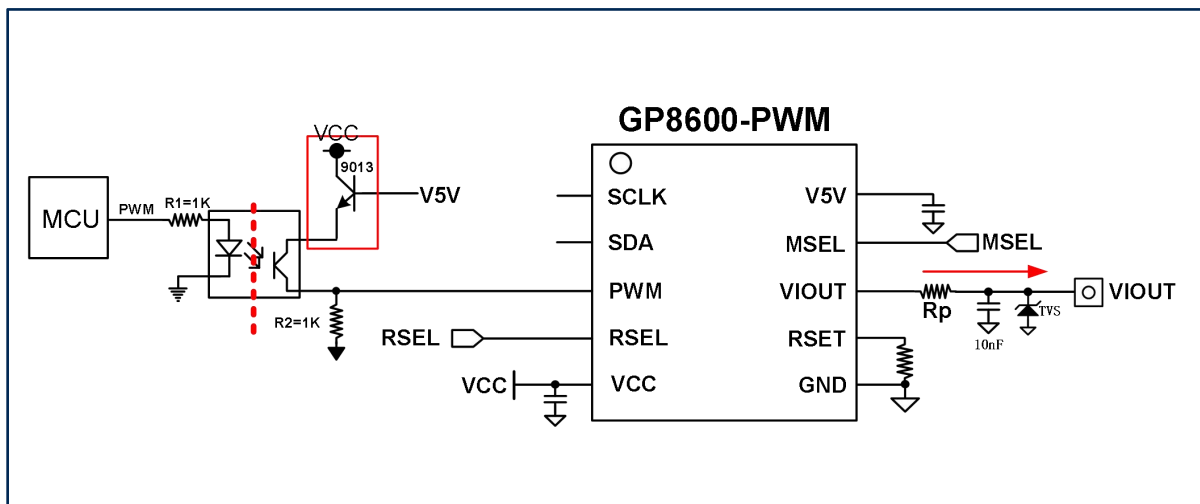 GP8600-PWM
VCC
9013
V5V
MCU
PWM
R1=1K
R2=1K
SCLK
SDA
PWM
RSEL
VCC
V5V
MSEL
VIOUT
RSET
GND
RSEL
VCC
MSEL
Rp
10nF
TVS
VIOUT